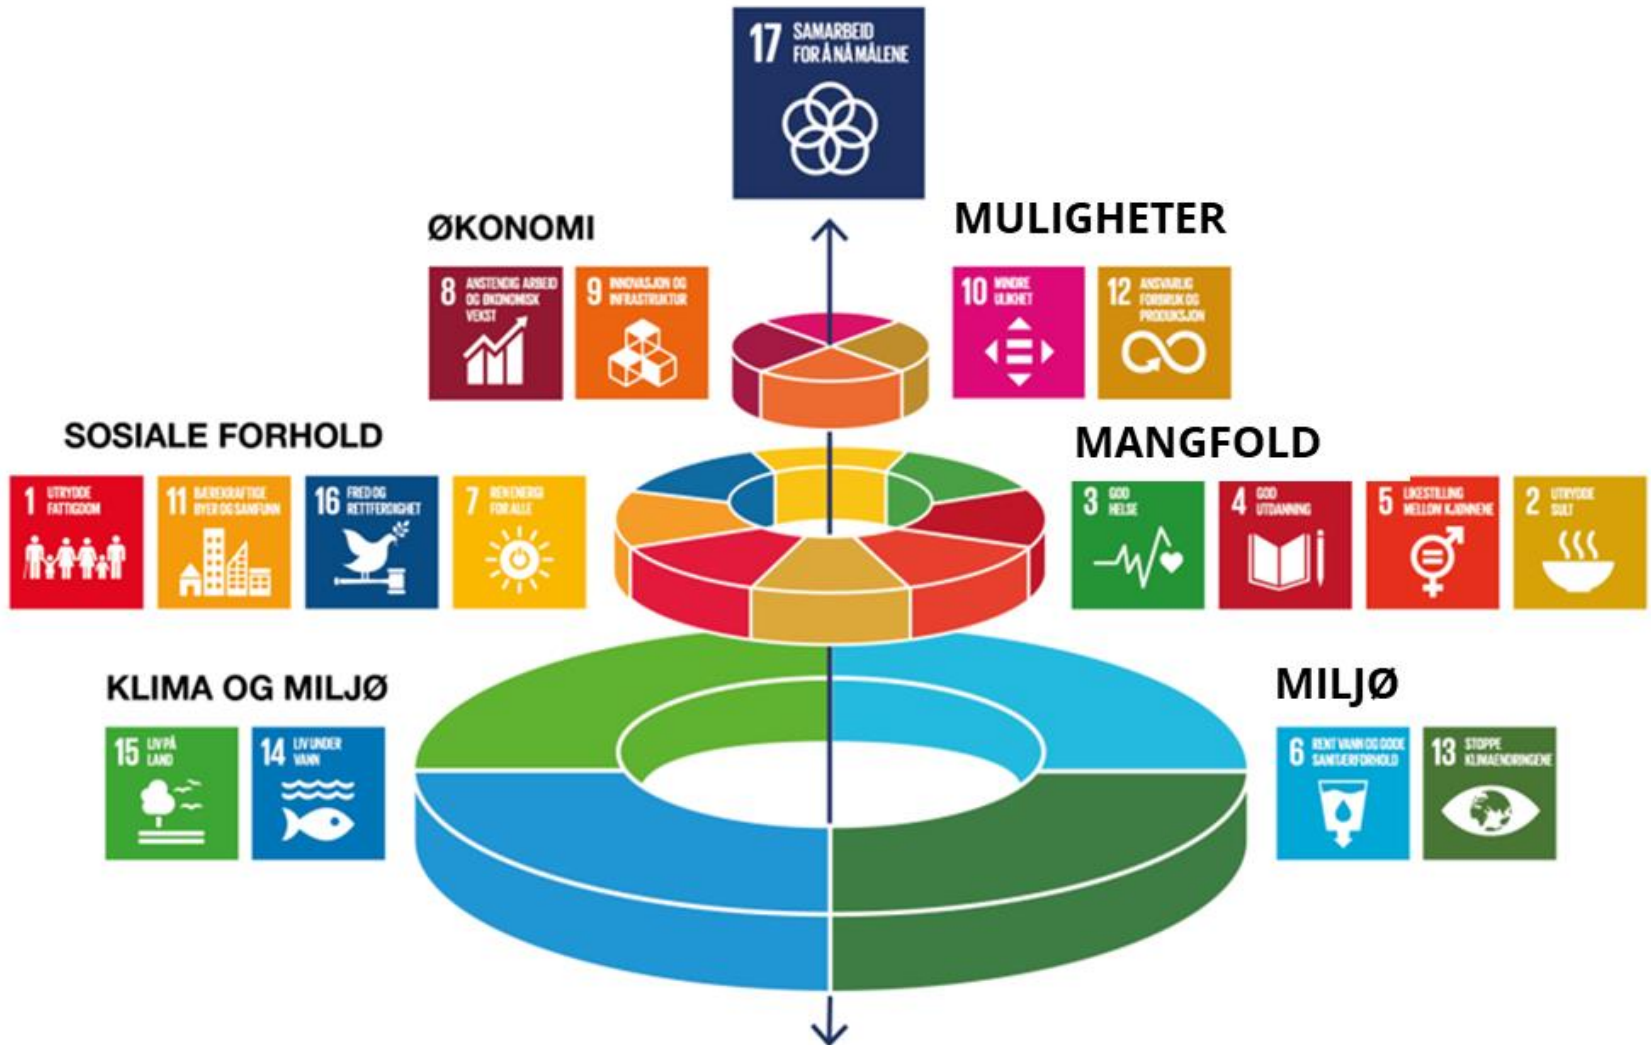 17 SAMARBEID
FOR Å NÅ MÅLENE
ØKONOMI
MULIGHETER
8 ANSTENDIG ARBEID
OG ØKONOMISK
VEKST
9 INNOVASJON OG
INFRASTRUKTUR
10 MINDRE
ULIKHET
12 ANSVARLIG
FORBRUK OG
PRODUKSJON
SOSIALE FORHOLD
MANGFOLD
1 UTRYDDE
FATTIGDOM
11 BÆREKRAFTIGE
BYER OG SAMFUNN
16 FRED OG
RETTFERDIGHET
7 REN ENERGI
FOR ALLE
3 GOD
HELSE
4 GOD
UTDANNING
5 LIKESTILLING
MELLOM KJØNNENE
2 UTRYDDE
SULT
KLIMA OG MILJØ
MILJØ
15 LIV PÅ
LAND
14 LIV UNDER
VANN
6 RENT VANN OG GODE
SANITÆRFORHOLD
13 STOPPE
KLIMAENDRINGENE